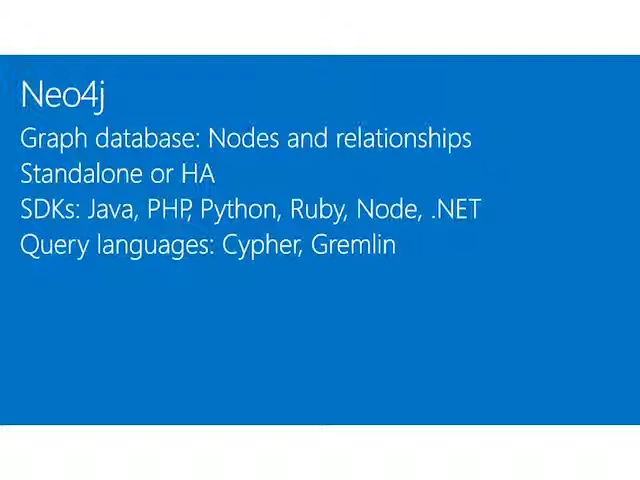 Neo4j
Graph database: Nodes and relationships
Standalone or HA
SDKs: Java, PHP, Python, Ruby, Node, .NET
Query languages: Cypher, Gremlin